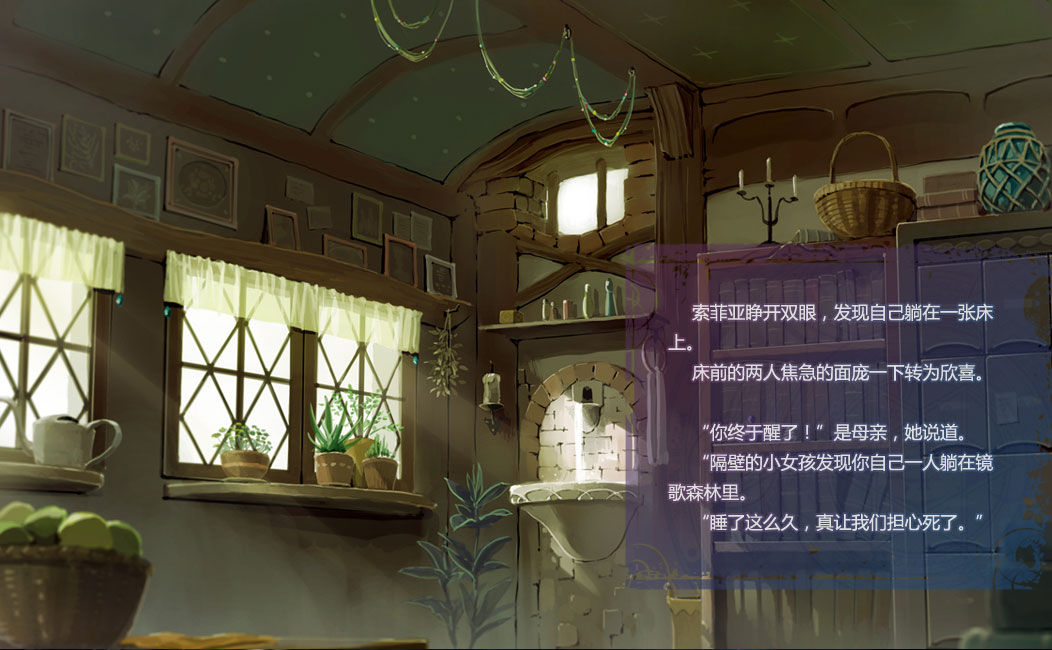 索菲亚睁开双眼，发现自己躺在一张床
上。
床前的两人焦急的面庞一下转为欣喜。
“你终于醒了！”是母亲，她说道。
“隔壁的小女孩发现你自己一人躺在镜
歌森林里。
“睡了这么久，真让我们担心死了。”